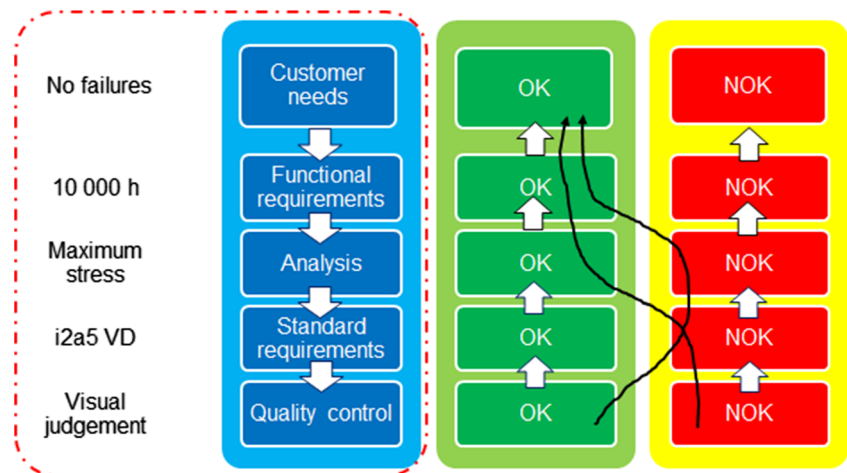 No failures
Customer
needs
OK
NOK
10 000 h
Functional
requirements
OK
NOK
Maximum
stress
Analysis
OK
NOK
i2a5 VD
Standard
requirements
OK
NOK
Visual
judgement
Quality control
OK
NOK